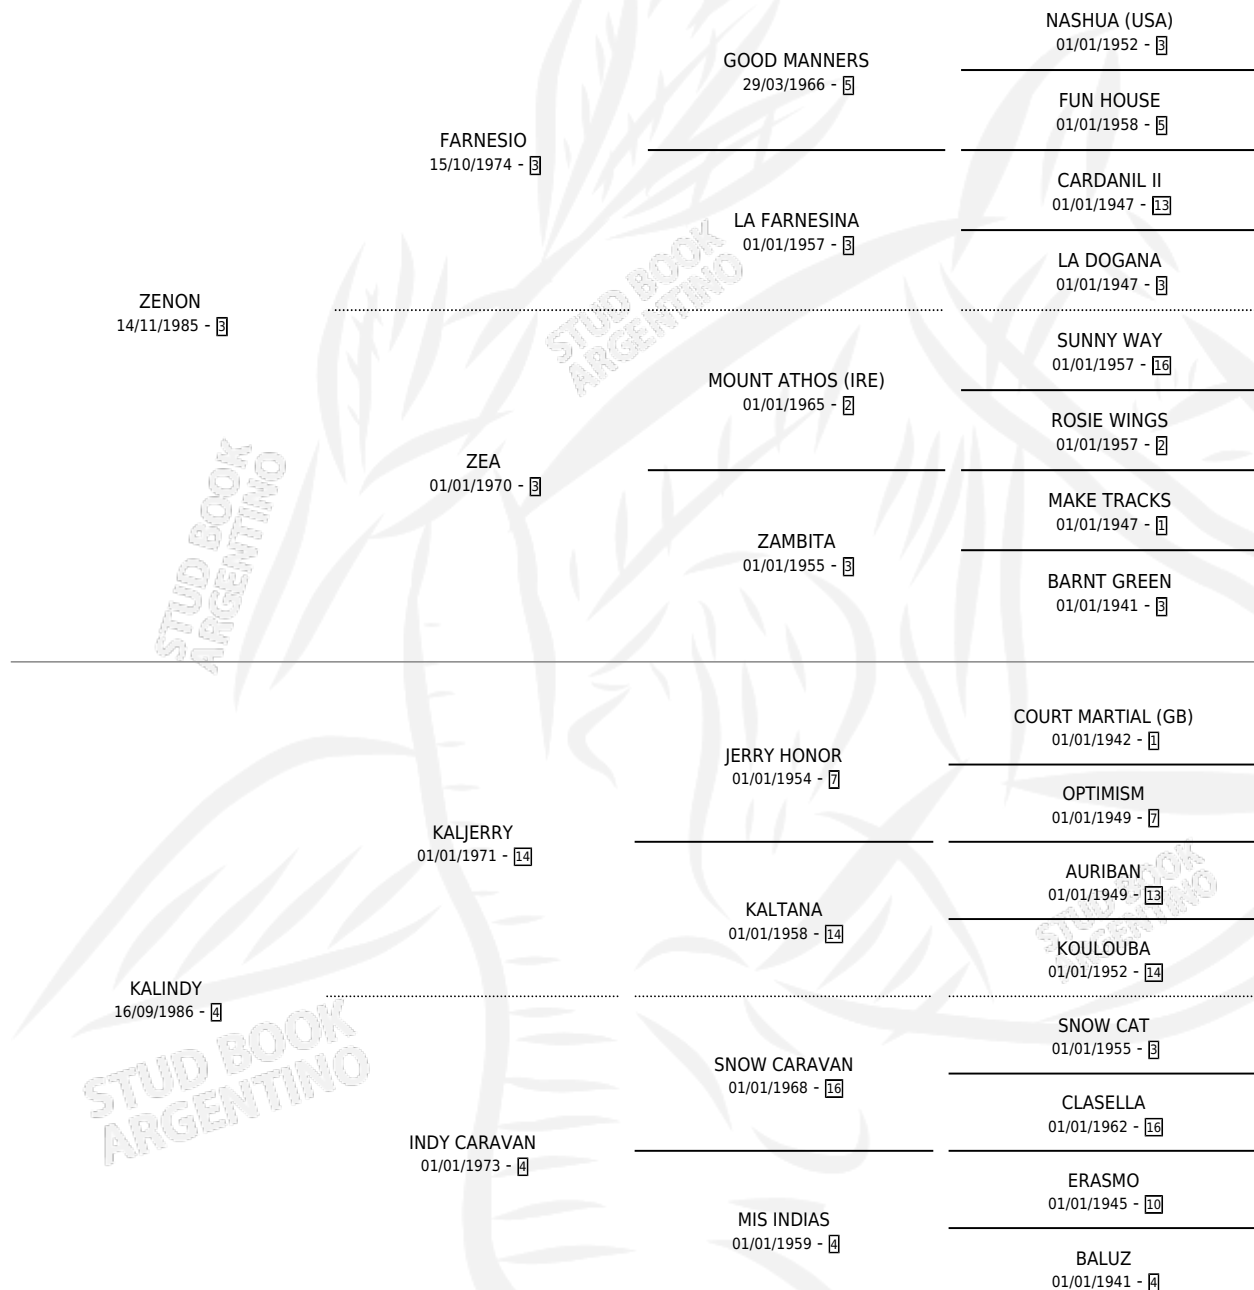 NASHUA (USA)
01/01/1952 - 3
GOOD MANNERS
29/03/1966 - 5
FUN HOUSE
01/01/1958 - 5
FARNESIO
15/10/1974 - 3
CARDANIL II
01/01/1947 - 13
LA FARNESINA
01/01/1957 - 3
LA DOGANA
01/01/1947 - 3
ZENON
14/11/1985 - 3
SUNNY WAY
01/01/1957 - 16
MOUNT ATHOS (IRE)
01/01/1965 - 2
ROSIE WINGS
01/01/1957 - 2
ZEA
01/01/1970 - 3
MAKE TRACKS
01/01/1947 - 1
ZAMBITA
01/01/1955 - 3
BARNT GREEN
01/01/1941 - 3
STUD BOOK
ARGENTINO
STUD BOOK
ARGENTINO
COURT MARTIAL (GB)
01/01/1942 - 1
JERRY HONOR
01/01/1954 - 7
OPTIMISM
01/01/1949 - 7
KALJERRY
01/01/1971 - 14
AURIBAN
01/01/1949 - 13
KALTANA
01/01/1958 - 14
KOULOUBA
01/01/1952 - 14
KALINDY
16/09/1986 - 4
SNOW CAT
01/01/1955 - 3
SNOW CARAVAN
01/01/1968 - 16
CLASELLA
01/01/1962 - 16
INDY CARAVAN
01/01/1973 - 4
ERASMO
01/01/1945 - 10
MIS INDIAS
01/01/1959 - 4
BALUZ
01/01/1941 - 4
STUD BOOK
ARGENTINO
STUD BOOK
ARGENTINO